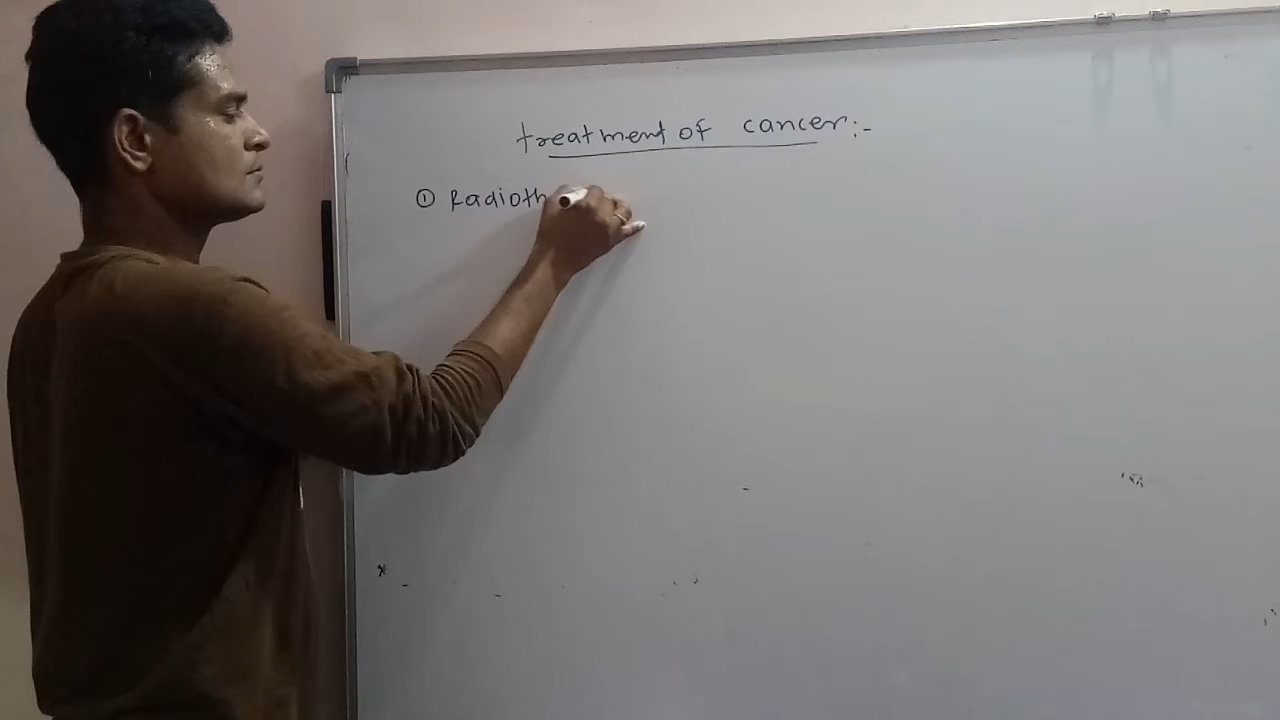 treatment of cancer:-
① Radioth